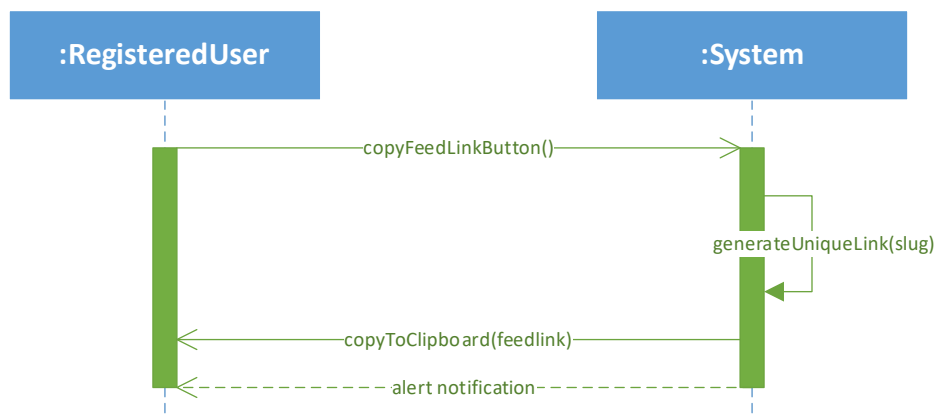 :RegisteredUser
:System
copyFeedLinkButton()
generateUniqueLink(slug)
copyToClipboard(feedlink)
alert notification